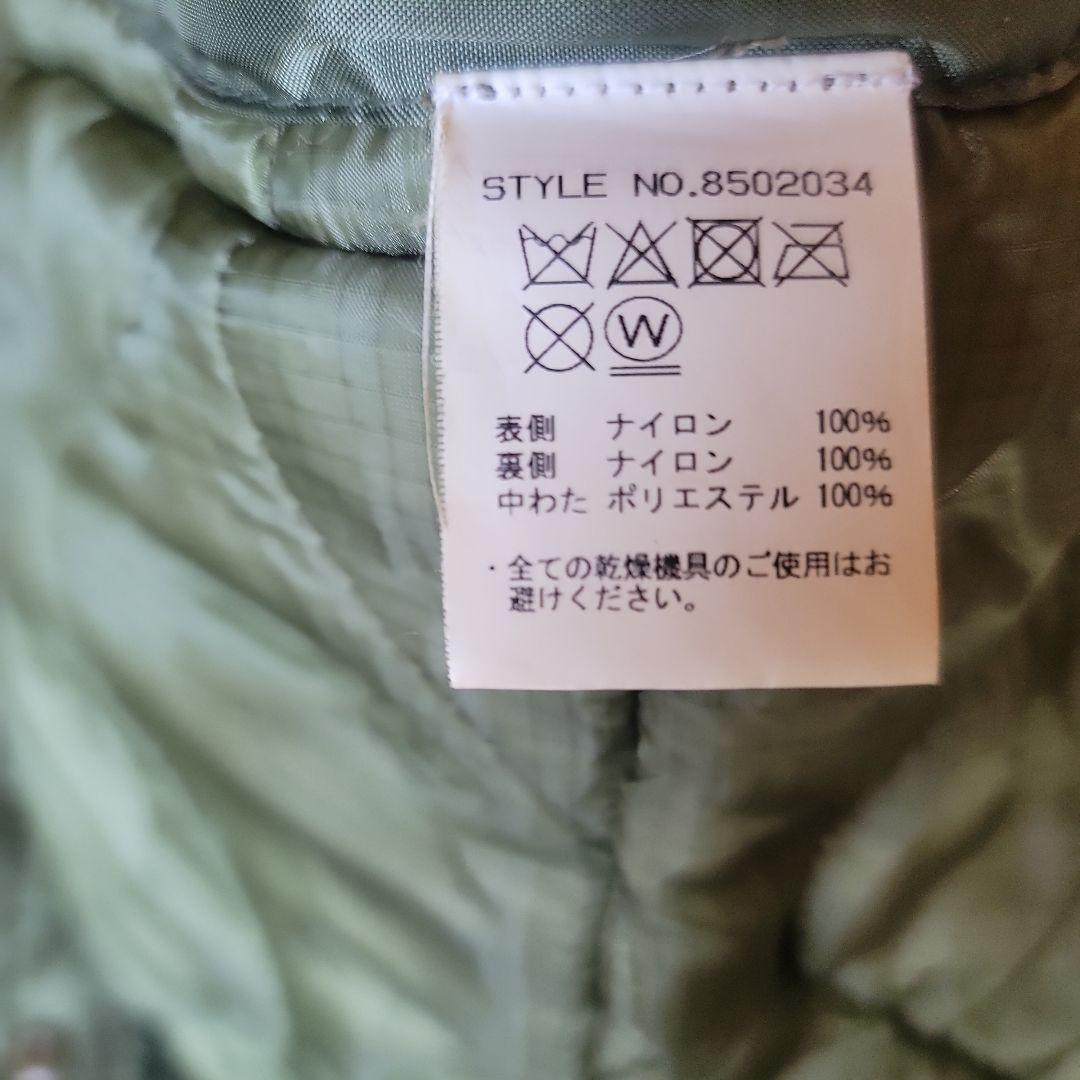 STYLE NO.8502034
W
表側 ナイロン 100%
裏側 ナイロン 100%
中わた ポリエステル 100%
・全ての乾燥機具のご使用はお
避けください。